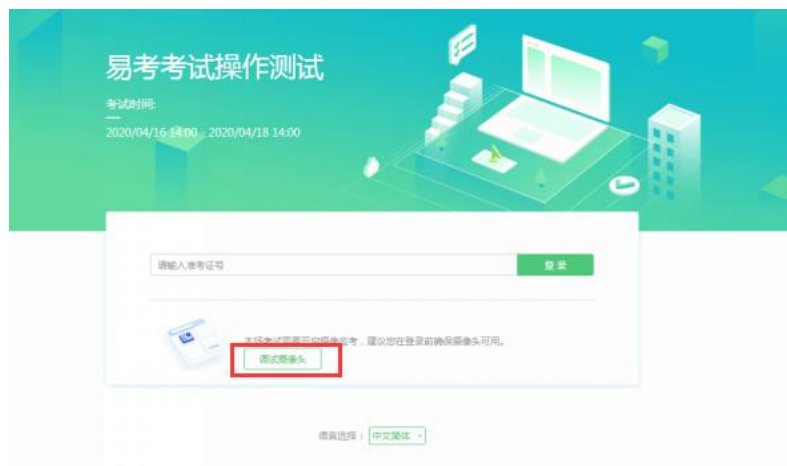 易考考试操作测试
考试时间:
2020/04/16 14:00 - 2020/04/18 14:00
请输入准考证号
登 录
本场考试需要开启摄像监考，建议您在登录前确保摄像头可用。
调试摄像头
语言选择： 中文简体